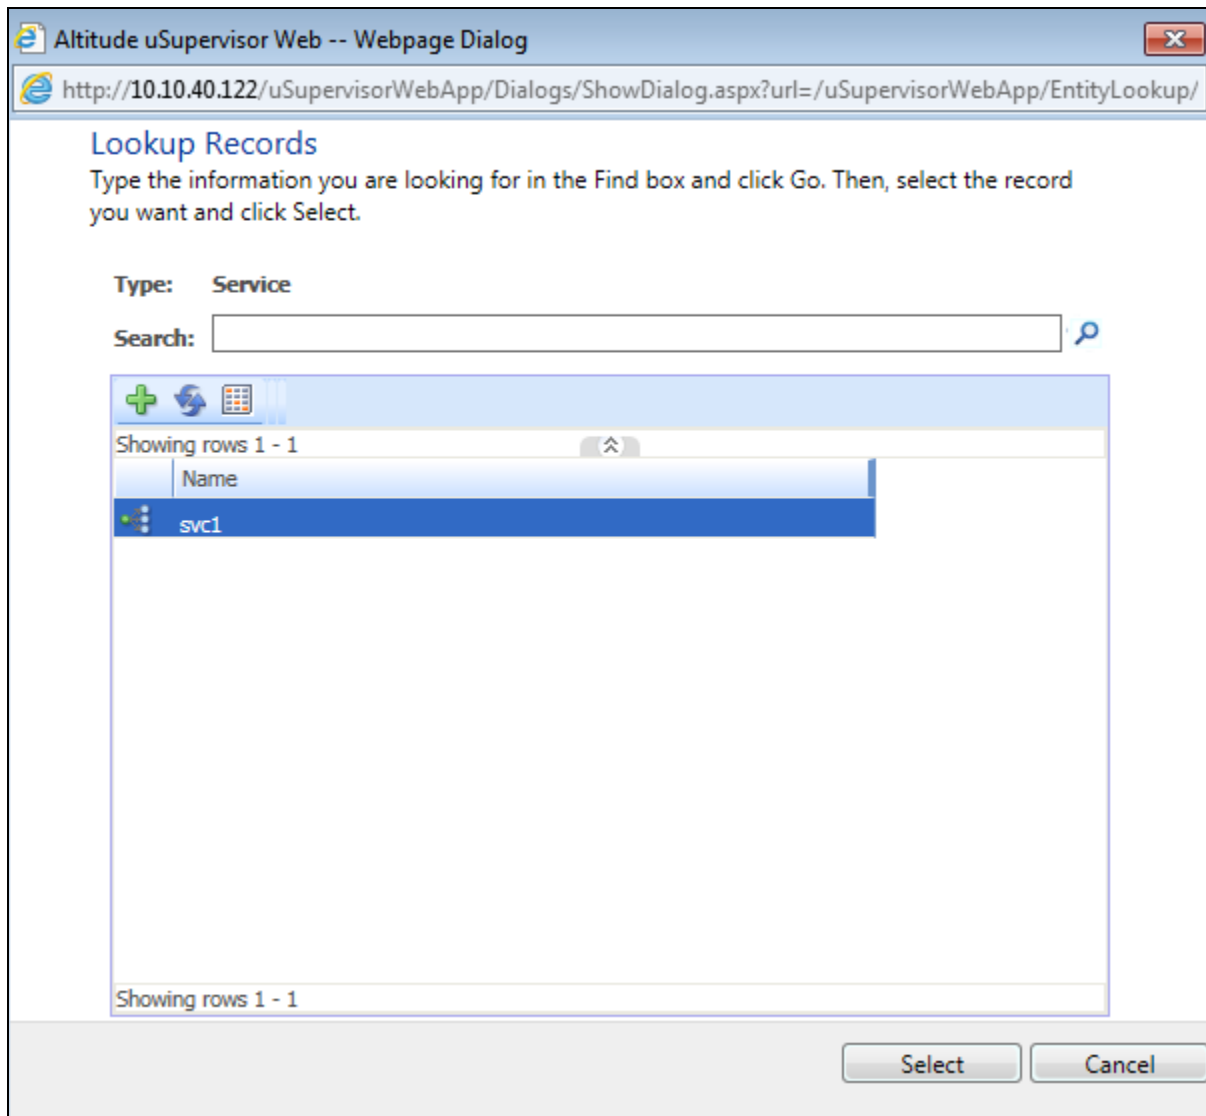 Altitude uSupervisor Web -- Webpage Dialog
http://10.10.40.122/uSupervisorWebApp/Dialogs/ShowDialog.aspx?url=/uSupervisorWebApp/EntityLookup/
Lookup Records
Type the information you are looking for in the Find box and click Go. Then, select the record
you want and click Select.
Type: Service
Search:
Showing rows 1 - 1
Name
svc1
Showing rows 1 - 1
Select Cancel